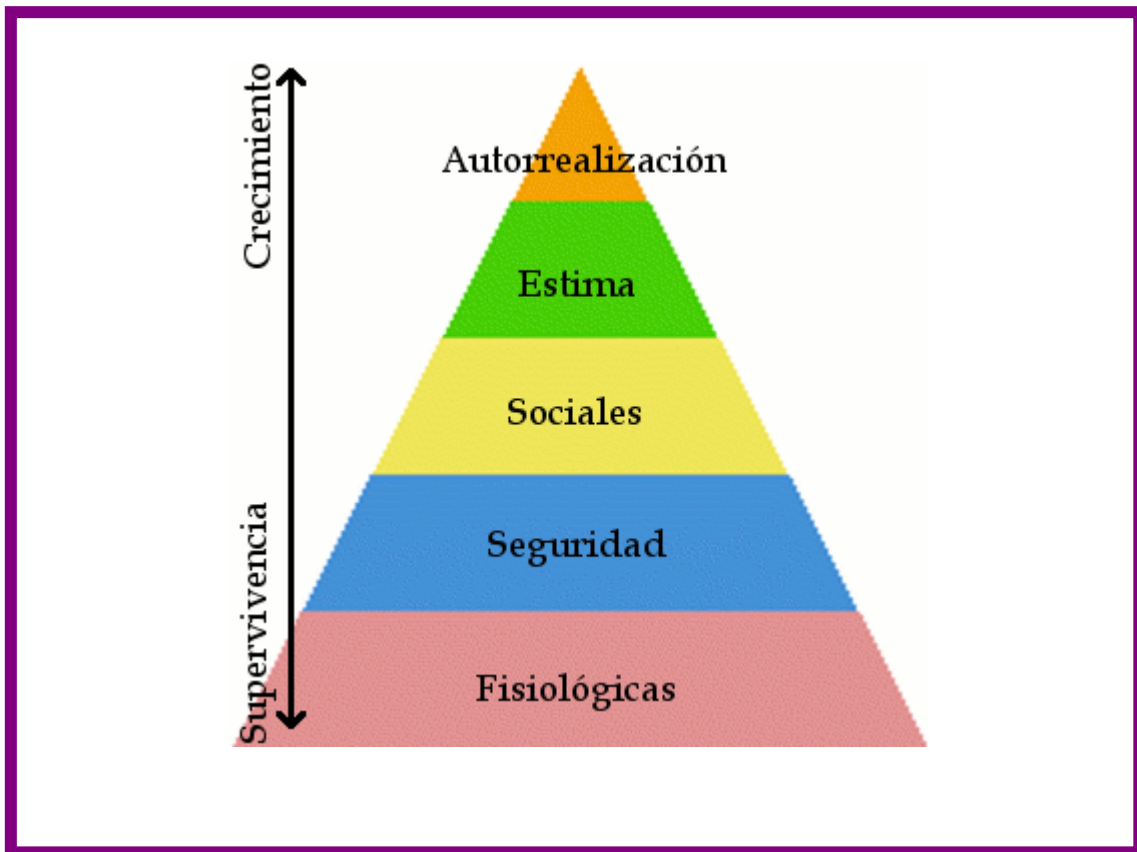 Crecimiento
Autorrealización
Estima
Sociales
Seguridad
Supervivencia
Fisiológicas